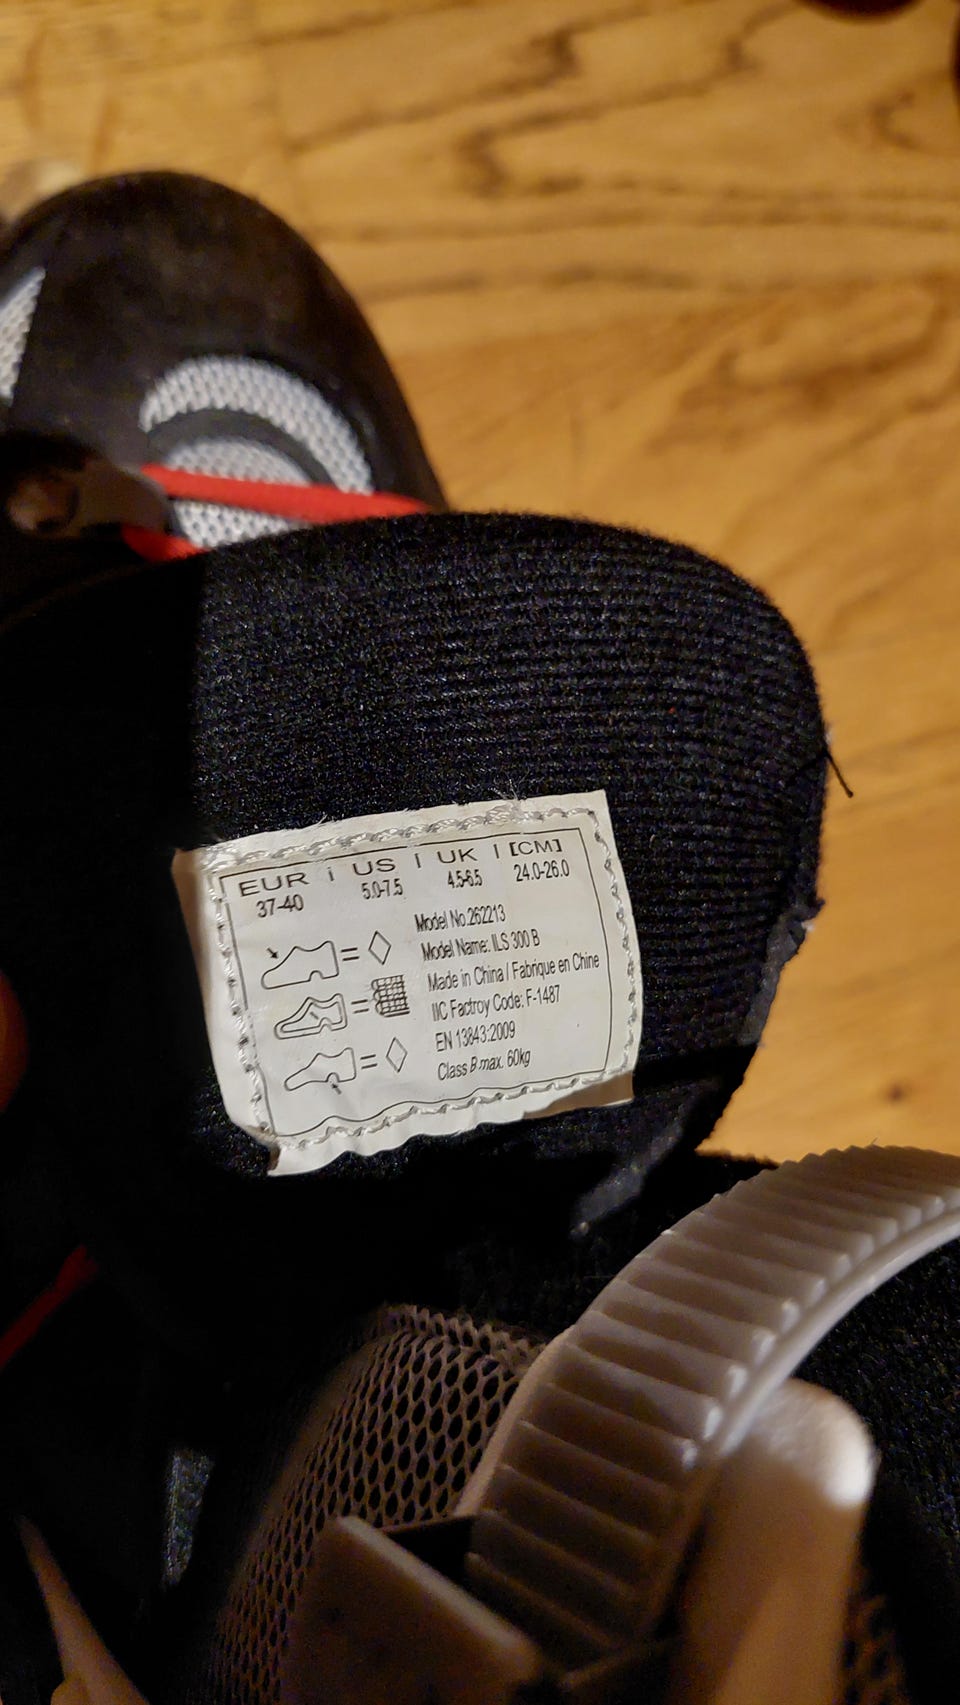 EUR | US | UK | [CM]
37-40 5.0-7.5 4.5-6.5 24.0-26.0
Model No.262213
Model Name: ILS 300 B
Made in China / Fabrique en Chine
IIC Factroy Code: F-1487
EN 13843:2009
Class B max. 60kg